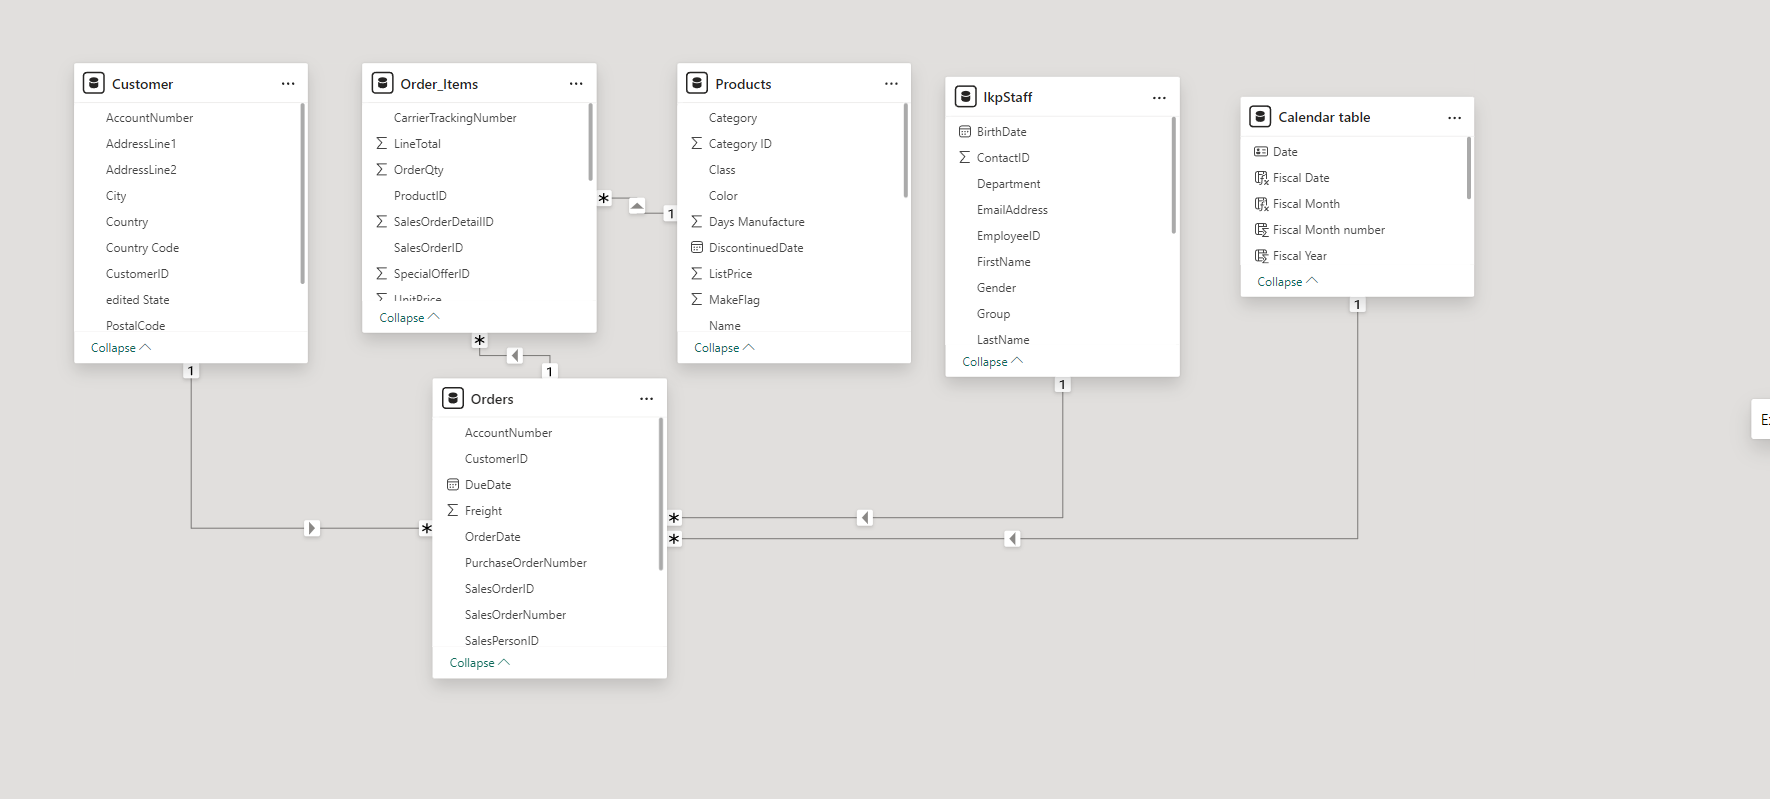 Customer
AccountNumber
AddressLine1
AddressLine2
City
Country
Country Code
CustomerID
edited State
PostalCode
Collapse
Order_Items
CarrierTrackingNumber
LineTotal
OrderQty
ProductID
SalesOrderDetailID
SalesOrderID
SpecialOfferID
UnitPrice
Collapse
Products
Category
Category ID
Class
Color
Days Manufacture
DiscontinuedDate
ListPrice
MakeFlag
Name
Collapse
lkpStaff
BirthDate
ContactID
Department
EmailAddress
EmployeeID
FirstName
Gender
Group
LastName
Collapse
Calendar table
Date
Fiscal Date
Fiscal Month
Fiscal Month number
Fiscal Year
Collapse
* 1
* 1
1 *
1 *
1 *
Orders
AccountNumber
CustomerID
DueDate
Freight
OrderDate
PurchaseOrderNumber
SalesOrderID
SalesOrderNumber
SalesPersonID
Collapse